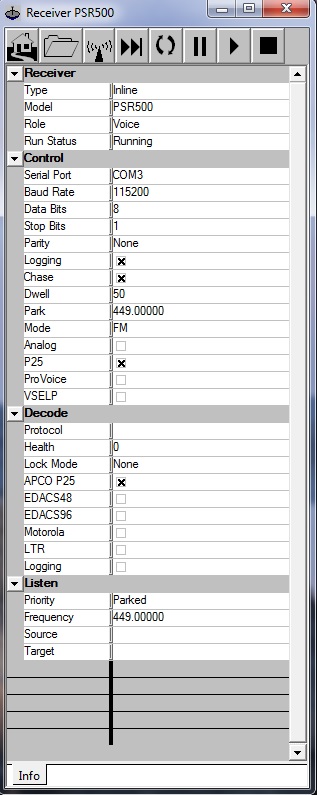 Receiver PSR500
Receiver
Type Inline
Model PSR500
Role Voice
Run Status Running
Control
Serial Port COM3
Baud Rate 115200
Data Bits 8
Stop Bits 1
Parity None
Logging
Chase
Dwell 50
Park 449.00000
Mode FM
Analog
P25
ProVoice
VSELP
Decode
Protocol
Health 0
Lock Mode None
APCO P25
EDACS48
EDACS96
Motorola
LTR
Logging
Listen
Priority Parked
Frequency 449.00000
Source
Target
Info